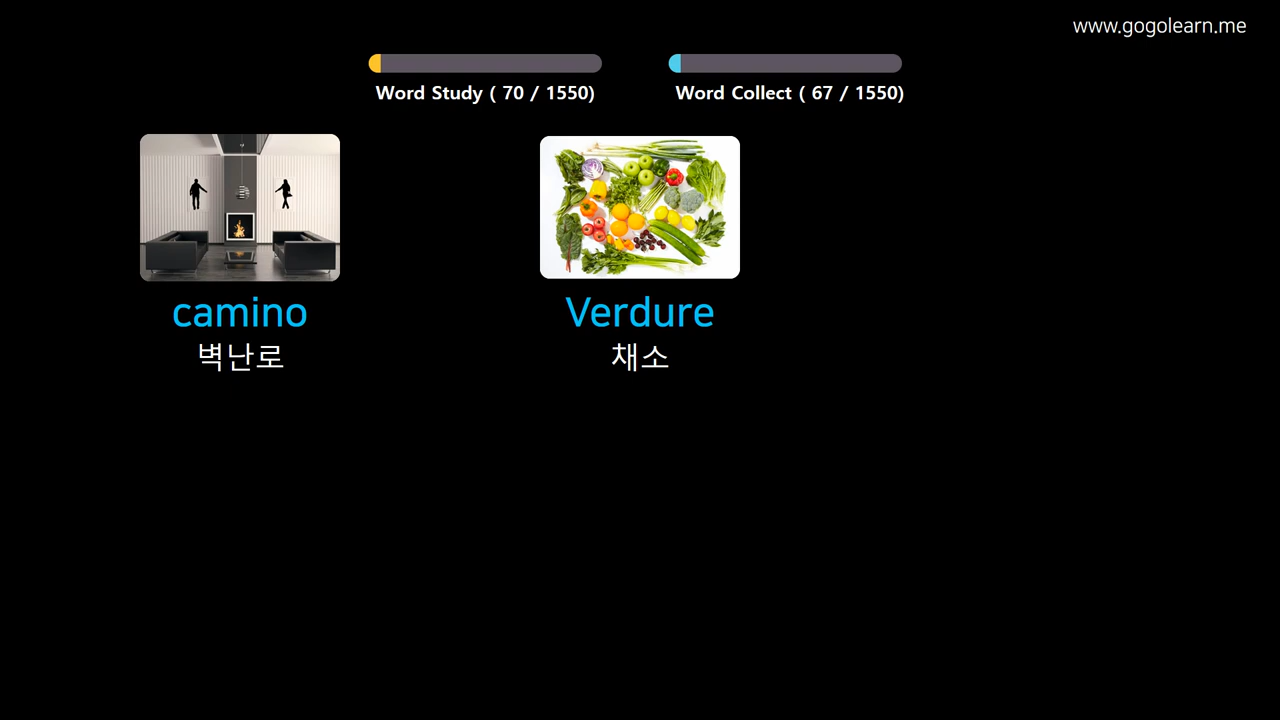 www.gogolearn.me
Word Study ( 70 / 1550)
Word Collect ( 67 / 1550)
camino
벽난로
Verdure
채소